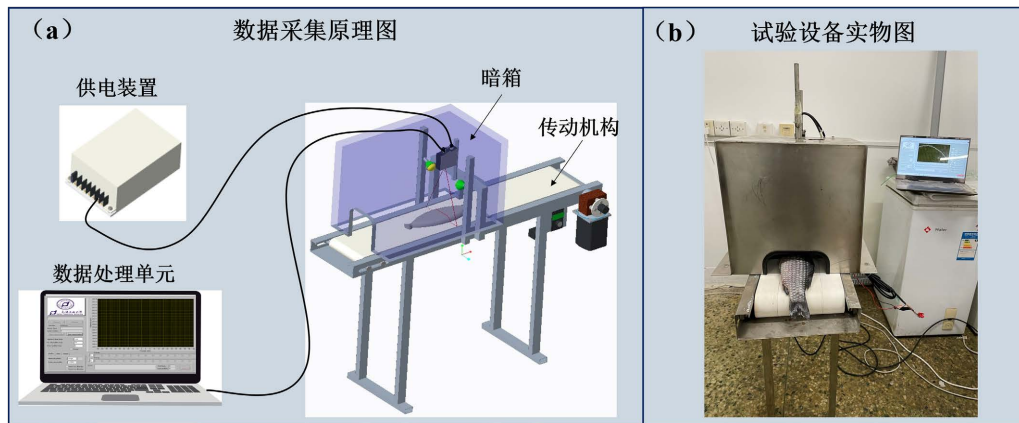 （a）
数据采集原理图
供电装置
暗箱
传动机构
数据处理单元
（b）
试验设备实物图